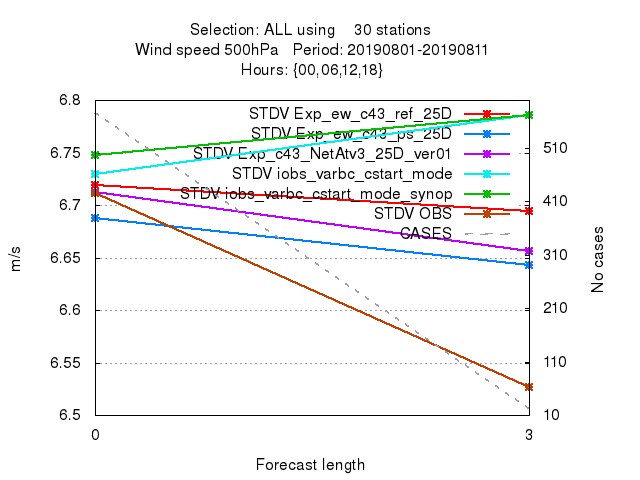 Selection: ALL using 30 stations
Wind speed 500hPa Period: 20190801-20190811
Hours: {00,06,12,18}
6.8
6.75
6.7
6.65
6.6
6.55
6.5
m/s
STDV Exp_ew_c43_ref_25D
STDV Exp_ew_c43_ps_25D
STDV Exp_c43_NetAtv3_25D_ver01
STDV iobs_varbc_cstart_mode
STDV iobs_varbc_cstart_mode_synop
STDV OBS
CASES
510
410
310
210
110
10
No cases
0
3
Forecast length